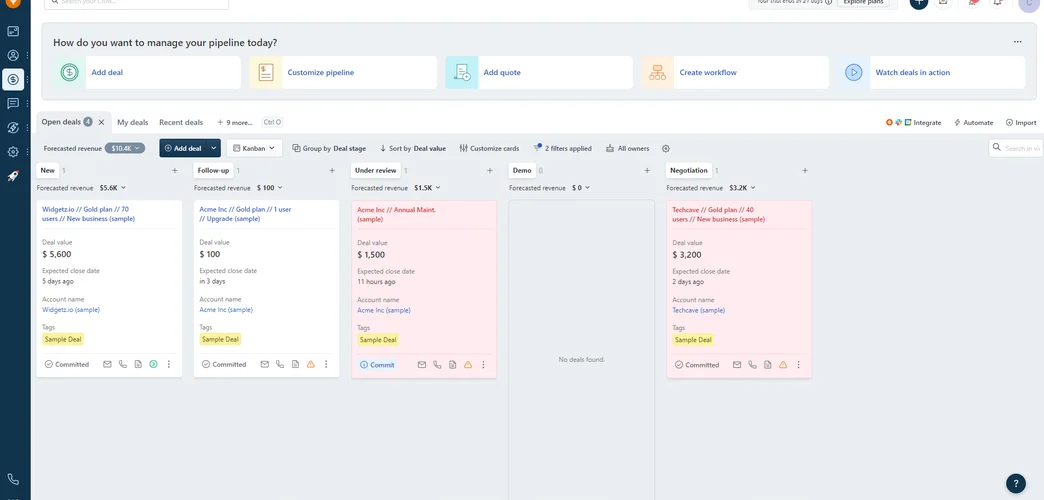 Search your CRM...
Your trial ends in 21 days
Explore plans
C
How do you want to manage your pipeline today?
Add deal
Customize pipeline
Add quote
Create workflow
Watch deals in action
Open deals 4
My deals
Recent deals
+ 9 more...
Ctrl O
Integrate
Automate
Import
Forecasted revenue $10.4K
Add deal
Kanban
Group by Deal stage
Sort by Deal value
Customize cards
2 filters applied
All owners
Search in
New 1
Forecasted revenue $5.6K
Widgetz.io // Gold plan // 70
users // New business (sample)
Deal value
$ 5,600
Expected close date
5 days ago
Account name
Widgetz.io (sample)
Tags
Sample Deal
Committed
Follow-up 1
Forecasted revenue $ 100
Acme Inc // Gold plan // 1 user
// Upgrade (sample)
Deal value
$ 100
Expected close date
in 3 days
Account name
Acme Inc (sample)
Tags
Sample Deal
Committed
Under review 1
Forecasted revenue $1.5K
Acme Inc // Annual Maint.
(sample)
Deal value
$ 1,500
Expected close date
11 hours ago
Account name
Acme Inc (sample)
Tags
Sample Deal
Commit
Demo 0
Forecasted revenue $ 0
No deals found.
Negotiation 1
Forecasted revenue $3.2K
Techcave // Gold plan // 40
users // New business (sample)
Deal value
$ 3,200
Expected close date
2 days ago
Account name
Techcave (sample)
Tags
Sample Deal
Committed
?